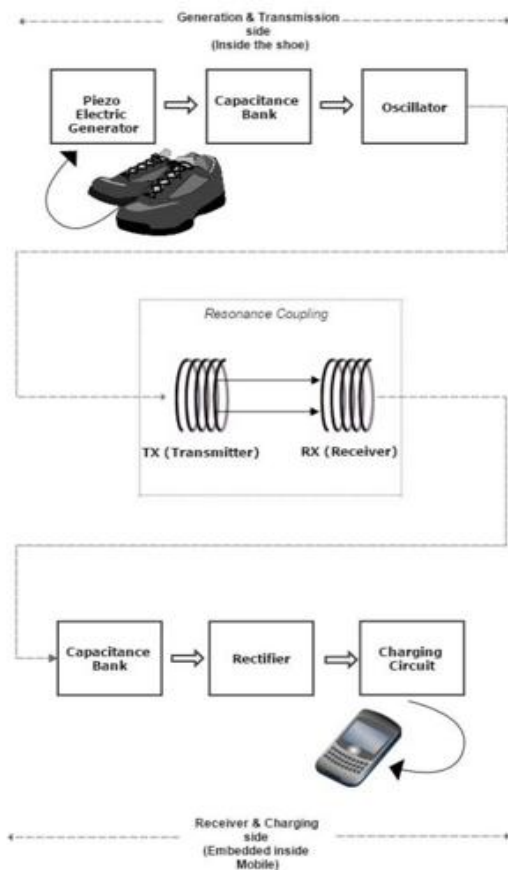 Generation & Transmission
side
(Inside the shoe)
Piezo
Electric
Generator
Capacitance
Bank
Oscillator
Resonance Coupling
TX (Transmitter)
RX (Receiver)
Capacitance
Bank
Rectifier
Charging
Circuit
Receiver & Charging
side
(Embedded inside
Mobile)